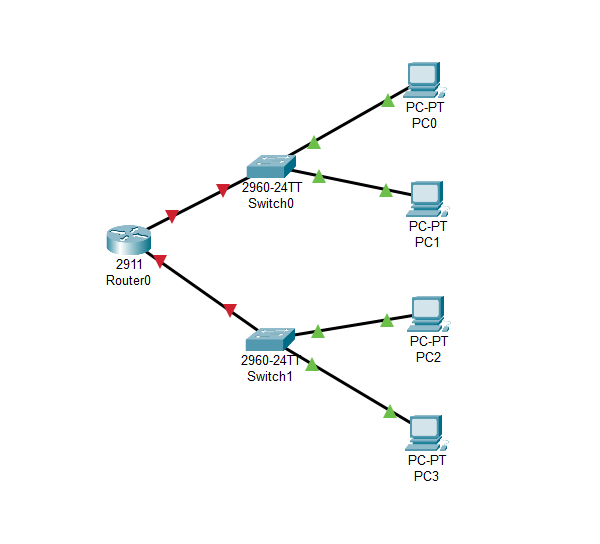 PC-PT
PC0
2960-24TT
Switch0
PC-PT
PC1
2911
Router0
PC-PT
PC2
2960-24TT
Switch1
PC-PT
PC3